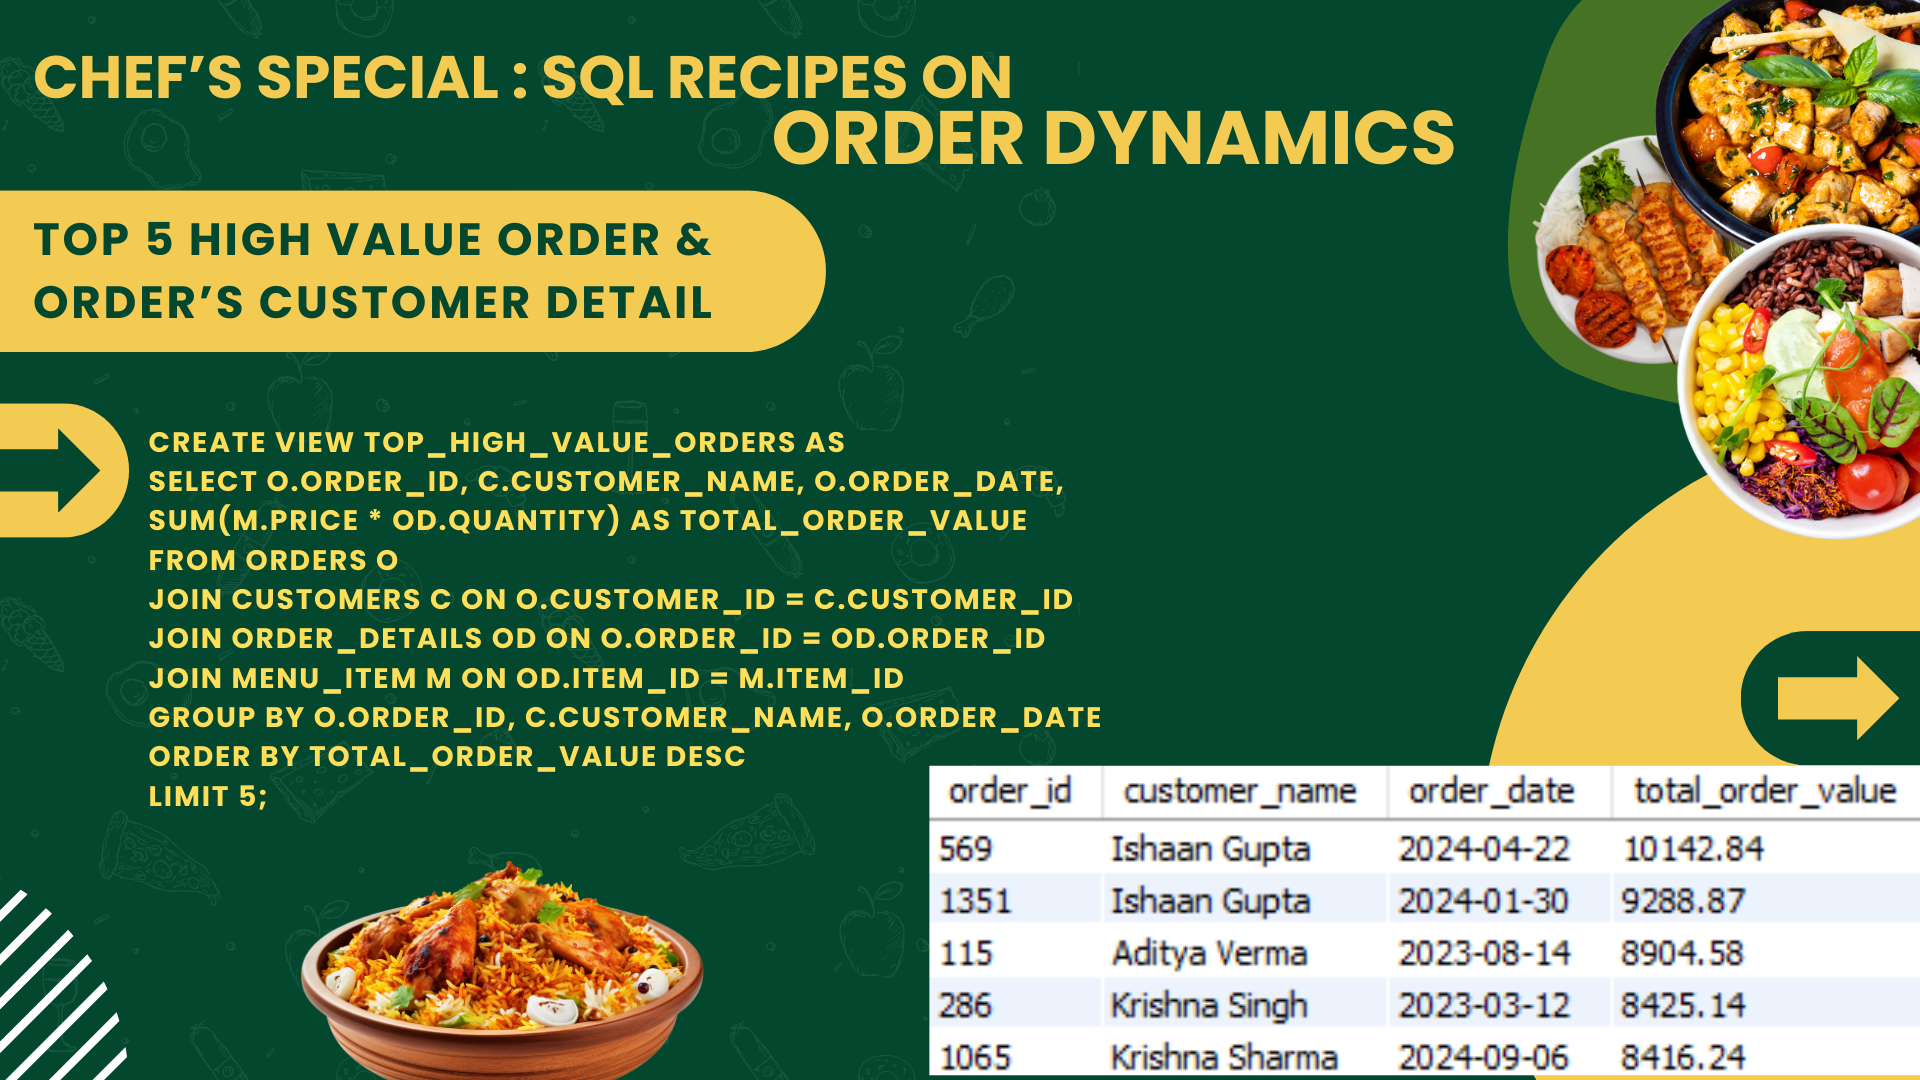 CHEF’S SPECIAL : SQL RECIPES ON
ORDER DYNAMICS
TOP 5 HIGH VALUE ORDER &
ORDER’S CUSTOMER DETAIL
CREATE VIEW TOP_HIGH_VALUE_ORDERS AS
SELECT O.ORDER_ID, C.CUSTOMER_NAME, O.ORDER_DATE,
SUM(M.PRICE * OD.QUANTITY) AS TOTAL_ORDER_VALUE
FROM ORDERS O
JOIN CUSTOMERS C ON O.CUSTOMER_ID = C.CUSTOMER_ID
JOIN ORDER_DETAILS OD ON O.ORDER_ID = OD.ORDER_ID
JOIN MENU_ITEM M ON OD.ITEM_ID = M.ITEM_ID
GROUP BY O.ORDER_ID, C.CUSTOMER_NAME, O.ORDER_DATE
ORDER BY TOTAL_ORDER_VALUE DESC
LIMIT 5;
order_id customer_name order_date total_order_value
569 Ishaan Gupta 2024-04-22 10142.84
1351 Ishaan Gupta 2024-01-30 9288.87
115 Aditya Verma 2023-08-14 8904.58
286 Krishna Singh 2023-03-12 8425.14
1065 Krishna Sharma 2024-09-06 8416.24